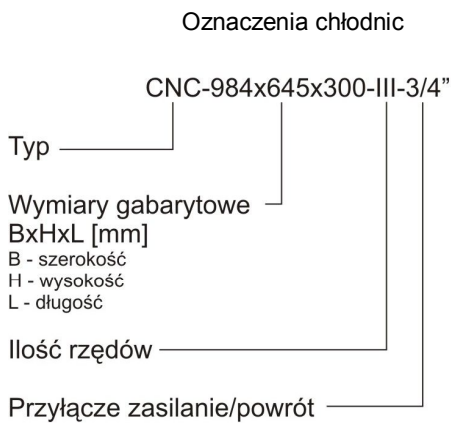 Oznaczenia chłodnic
CNC-984x645x300-III-3/4”
Typ
Wymiary gabarytowe
BxHxL [mm]
B - szerokość
H - wysokość
L - długość
Ilość rzędów
Przyłącze zasilanie/powrót